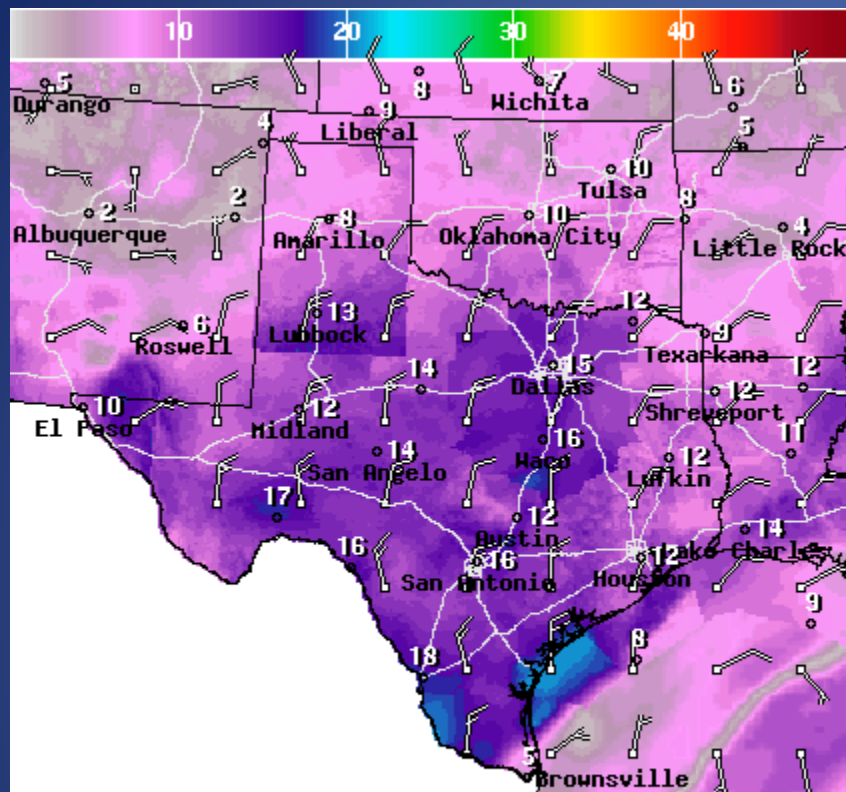 10 20 30 40
5 8 7 6
Durango Wichita
9
Liberal
4 5
10
Tulsa
2 2 8 10 8 4
Albuquerque Amarillo Oklahoma City Little Rock
6 13 12 9
Roswell Lubbock Texarkana
14 15 12
Dallas
10 12 12
El Paso Midland Shreveport
14 16 12 11
San Angelo Waco Lufkin
17 12 14
Austin
16 16 12
San Antonio Houston Lake Charles
9
18 8
5
Brownsville